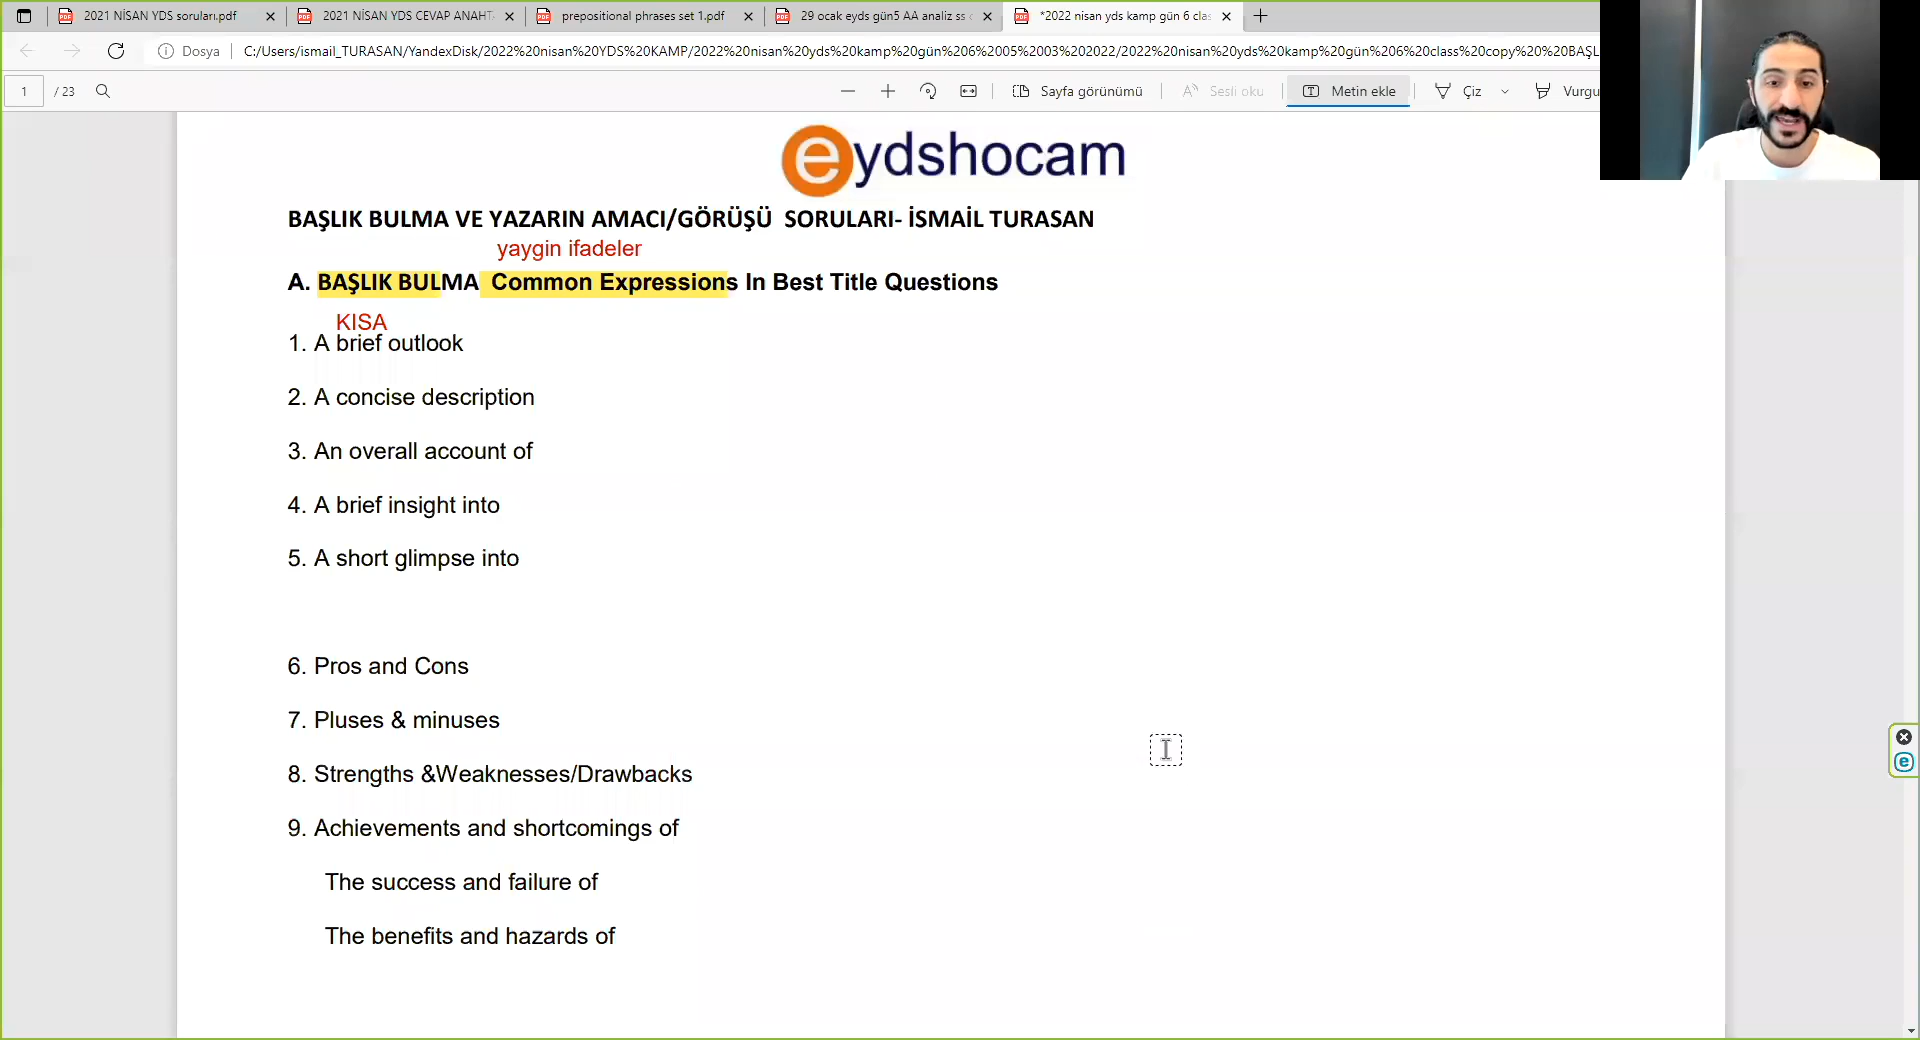 2021 NİSAN YDS soruları.pdf
2021 NİSAN YDS CEVAP ANAHT
prepositional phrases set 1.pdf
29 ocak eyds gün5 AA analiz ss c
*2022 nisan yds kamp gün 6 clas
Dosya
C:/Users/ismail_TURASAN/YandexDisk/2022%20nisan%20YDS%20KAMP/2022%20nisan%20yds%20kamp%20gün%206%2005%2003%202022/2022%20nisan%20yds%20kamp%20gün%206%20class%20copy%20%20BAŞL
1 / 23
Sayfa görünümü
Sesli oku
Metin ekle
Çiz
Vurgu
eydshocam
BAŞLIK BULMA VE YAZARIN AMACI/GÖRÜŞÜ SORULARI- İSMAİL TURASAN
yaygin ifadeler
A. BAŞLIK BULMA Common Expressions In Best Title Questions
KISA
1. A brief outlook
2. A concise description
3. An overall account of
4. A brief insight into
5. A short glimpse into
6. Pros and Cons
7. Pluses & minuses
8. Strengths &Weaknesses/Drawbacks
9. Achievements and shortcomings of
The success and failure of
The benefits and hazards of